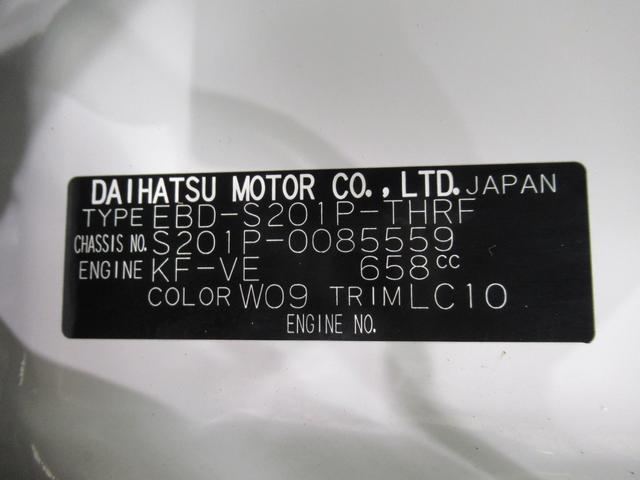 DAIHATSU MOTOR CO.,LTD. JAPAN
TYPE EBD-S201P-THRF
CHASSIS NO. S201P-0085559
ENGINE KF-VE 658cc
COLOR W09 TRIM LC10
ENGINE NO.